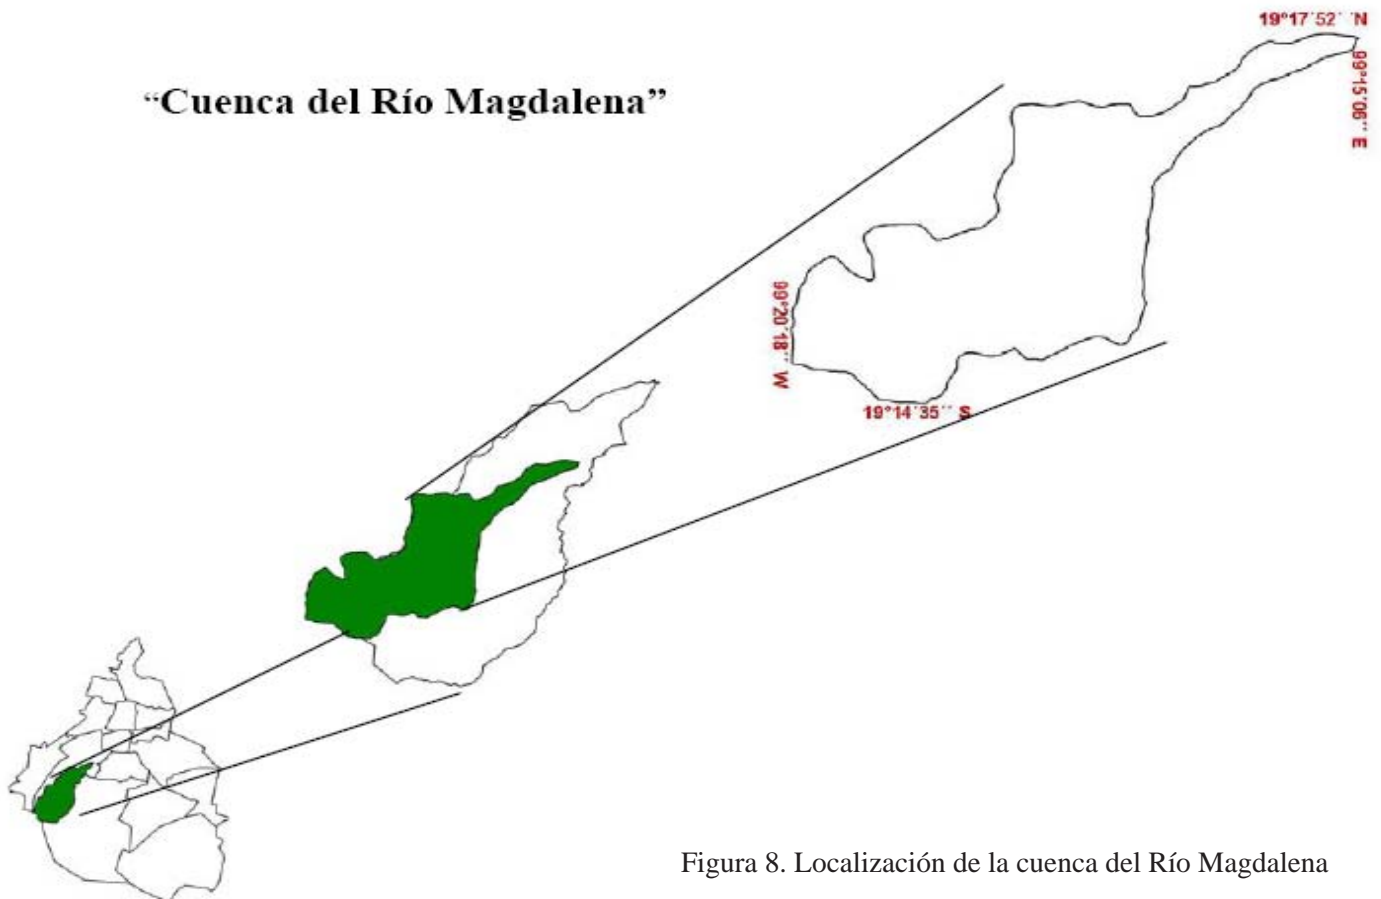 19°17´52´´ N
“Cuenca del Río Magdalena”
99°15´06´´ E
99°20´18´´ W
19°14´35´´ S
Figura 8. Localización de la cuenca del Río Magdalena